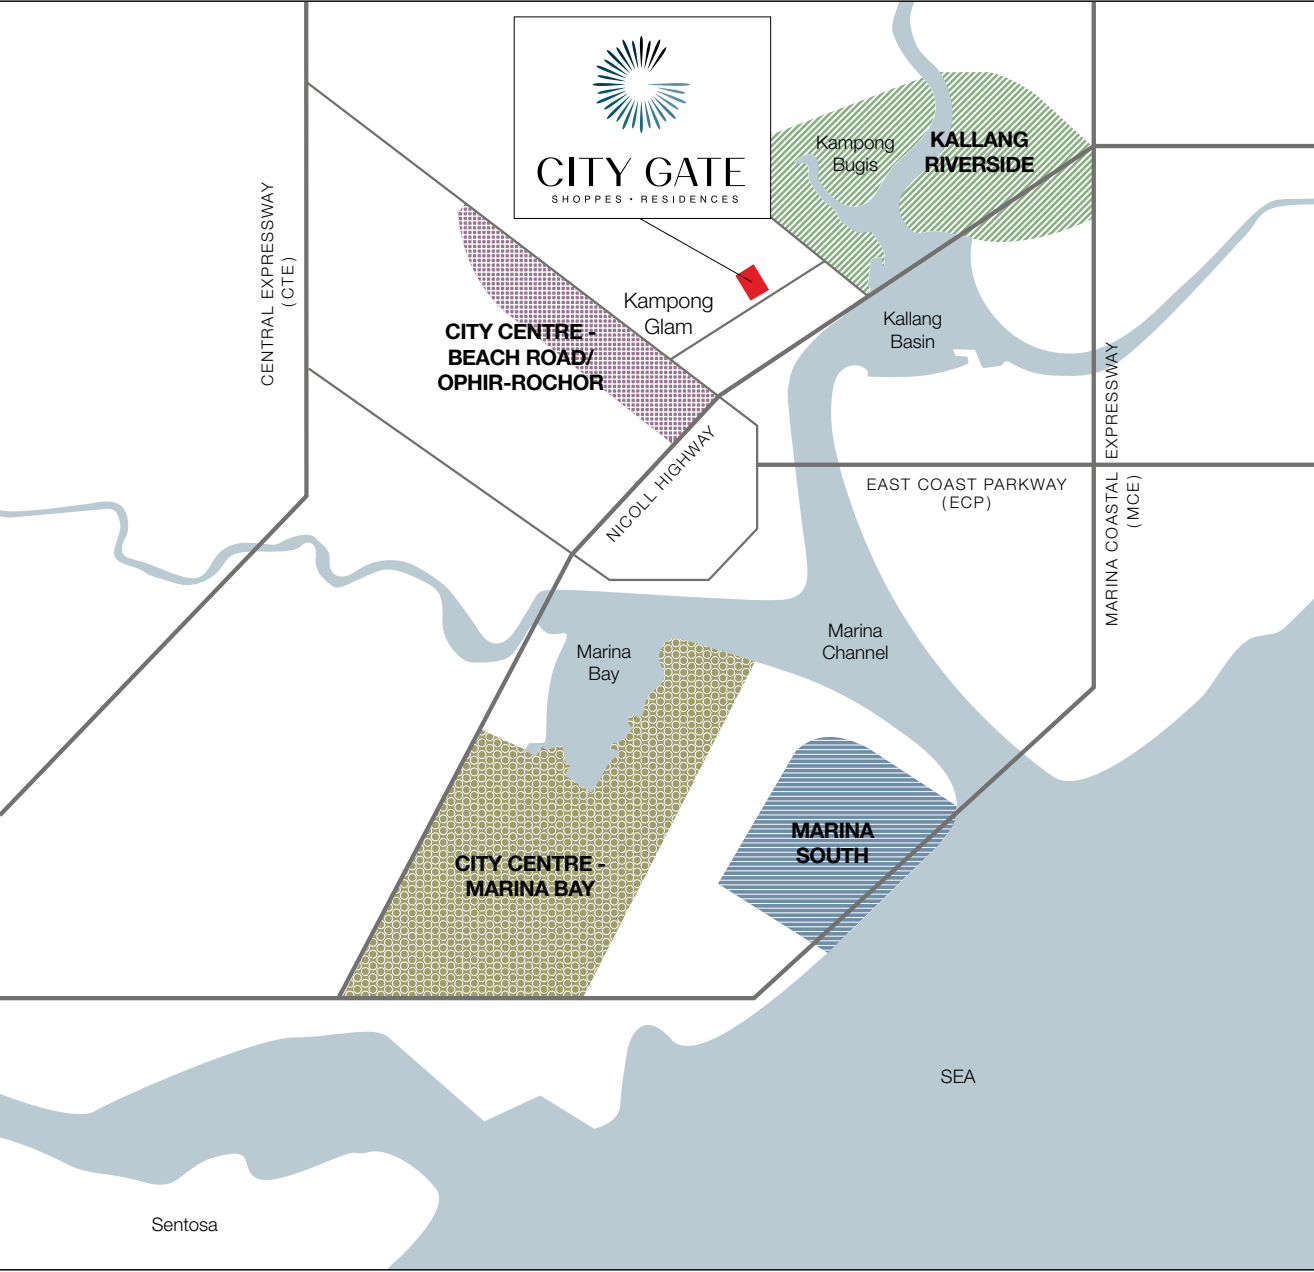 CITY GATE
SHOPPES • RESIDENCES
Kampong
Bugis
KALLANG
RIVERSIDE
CENTRAL EXPRESSWAY
(CTE)
Kampong
Glam
CITY CENTRE -
BEACH ROAD/
OPHIR-ROCHOR
Kallang
Basin
NICOLL HIGHWAY
EAST COAST PARKWAY
(ECP)
MARINA COASTAL EXPRESSWAY
(MCE)
Marina
Bay
Marina
Channel
MARINA
SOUTH
CITY CENTRE -
MARINA BAY
SEA
Sentosa